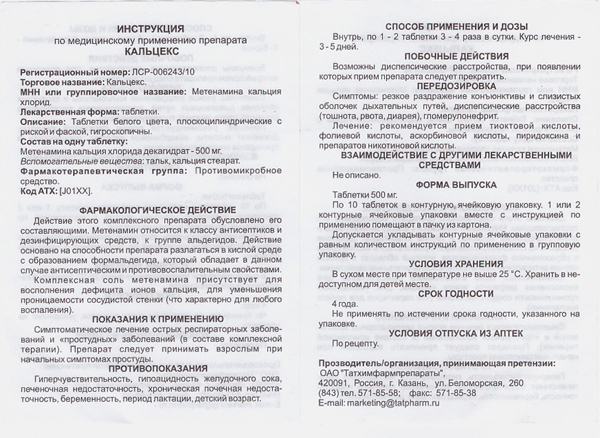 ИНСТРУКЦИЯ
по медицинскому применению препарата
КАЛЬЦЕКС
Регистрационный номер: ЛСР-006243/10
Торговое название: Кальцекс.
МНН или группировочное название: Метенамина кальция
хлорид.
Лекарственная форма: таблетки.
Описание: Таблетки белого цвета, плоскоцилиндрические с
риской и фаской, гигроскопичны.
Состав на одну таблетку:
Метенамина кальция хлорида декагидрат - 500 мг.
Вспомогательные вещества: тальк, кальция стеарат.
Фармакотерапевтическая группа: Противомикробное
средство.
Код АТХ: [J01XX].
ФАРМАКОЛОГИЧЕСКОЕ ДЕЙСТВИЕ
Действие этого комплексного препарата обусловлено его
составляющими. Метенамин относится к классу антисептиков и
дезинфицирующих средств, к группе альдегидов. Действие
основано на способности препарата разлагаться в кислой среде
с образованием формальдегида, который обладает в данном
случае антисептическим и противовоспалительным свойствами.
Комплексная соль метенамина присутствует для
восполнения дефицита ионов кальция, для уменьшения
проницаемости сосудистой стенки (что характерно для любого
воспаления).
ПОКАЗАНИЯ К ПРИМЕНЕНИЮ
Симптоматическое лечение острых респираторных заболе-
ваний и «простудных» заболеваний (в составе комплексной
терапии). Препарат следует принимать взрослым при
начальных симптомах простуды.
ПРОТИВОПОКАЗАНИЯ
Гиперчувствительность, гипоацидность желудочного сока,
печеночная недостаточность, хроническая почечная недоста-
точность, беременность, период лактации, детский возраст.
СПОСОБ ПРИМЕНЕНИЯ И ДОЗЫ
Внутрь, по 1 - 2 таблетки 3 - 4 раза в сутки. Курс лечения -
3 - 5 дней.
ПОБОЧНЫЕ ДЕЙСТВИЯ
Возможны диспепсические расстройства, при появлении
которых прием препарата следует прекратить.
ПЕРЕДОЗИРОВКА
Симптомы: резкое раздражение конъюнктивы и слизистых
оболочек дыхательных путей, диспепсические расстройства
(тошнота, рвота, диарея), гломерулонефрит.
Лечение: рекомендуется прием тиоктовой кислоты,
фолиевой кислоты, аскорбиновой кислоты, пиридоксина и
препаратов никотиновой кислоты.
ВЗАИМОДЕЙСТВИЕ С ДРУГИМИ ЛЕКАРСТВЕННЫМИ
СРЕДСТВАМИ
Не описано.
ФОРМА ВЫПУСКА
Таблетки 500 мг.
По 10 таблеток в контурную ячейковую упаковку. 1 или 2
контурные ячейковые упаковки вместе с инструкцией по
применению помещают в пачку из картона.
Допускается укладывать контурные ячейковые упаковки с
равным количеством инструкций по применению в групповую
упаковку.
УСЛОВИЯ ХРАНЕНИЯ
В сухом месте при температуре не выше 25 °С. Хранить в не-
доступном для детей месте.
СРОК ГОДНОСТИ
4 года.
Не применять по истечении срока годности, указанного на
упаковке.
УСЛОВИЯ ОТПУСКА ИЗ АПТЕК
По рецепту.
Прозводитель/организация, принимающая претензии:
ОАО "Татхимфармпрепараты",
420091, Россия, г. Казань, ул. Беломорская, 260
(843) тел. 571-85-58; факс: 571-85-38
E-mail: marketing@tatpharm.ru